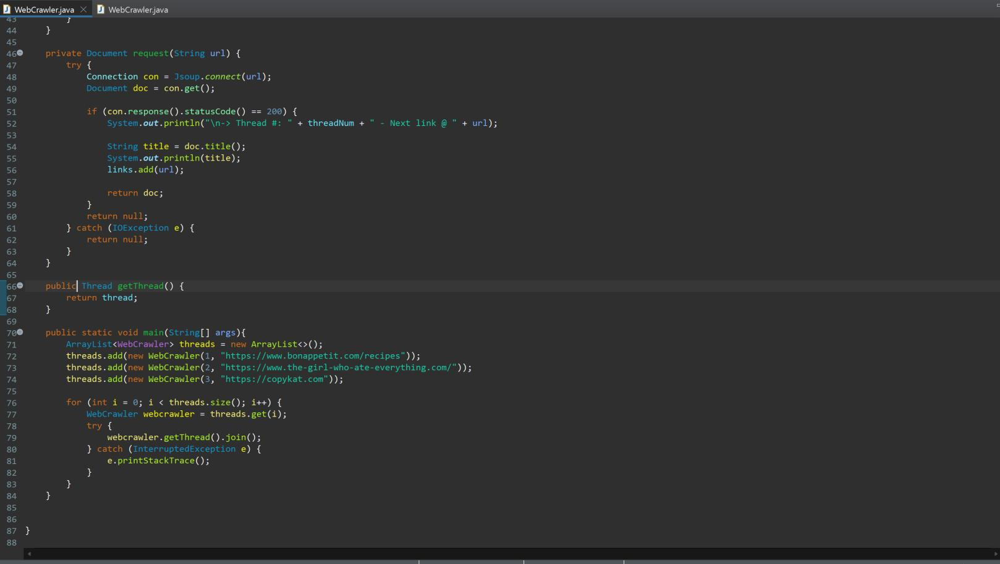 WebCrawler.java WebCrawler.java
43 }
44 }
45
46 private Document request(String url) {
47 try {
48 Connection con = Jsoup.connect(url);
49 Document doc = con.get();
50
51 if (con.response().statusCode() == 200) {
52 System.out.println("\n-> Thread #: " + threadNum + " - Next link @ " + url);
53
54 String title = doc.title();
55 System.out.println(title);
56 links.add(url);
57
58 return doc;
59 }
60 return null;
61 } catch (IOException e) {
62 return null;
63 }
64 }
65
66 public Thread getThread() {
67 return thread;
68 }
69
70 public static void main(String[] args){
71 ArrayList<WebCrawler> threads = new ArrayList<>();
72 threads.add(new WebCrawler(1, "https://www.bonappetit.com/recipes"));
73 threads.add(new WebCrawler(2, "https://www.the-girl-who-ate-everything.com/"));
74 threads.add(new WebCrawler(3, "https://copykat.com"));
75
76 for (int i = 0; i < threads.size(); i++) {
77 WebCrawler webcrawler = threads.get(i);
78 try {
79 webcrawler.getThread().join();
80 } catch (InterruptedException e) {
81 e.printStackTrace();
82 }
83 }
84 }
85
86
87 }
88